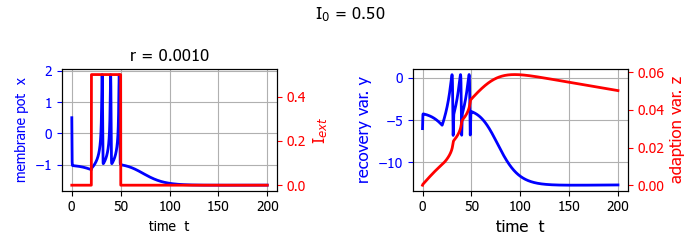 I₀ = 0.50
r = 0.0010
membrane pot x
2
1
0
−1
0.4
0.2
0.0
I_ext
0 50 100 150 200
time t
recovery var. y
0
−5
−10
0.06
0.04
0.02
0.00
adaption var. z
0 50 100 150 200
time t